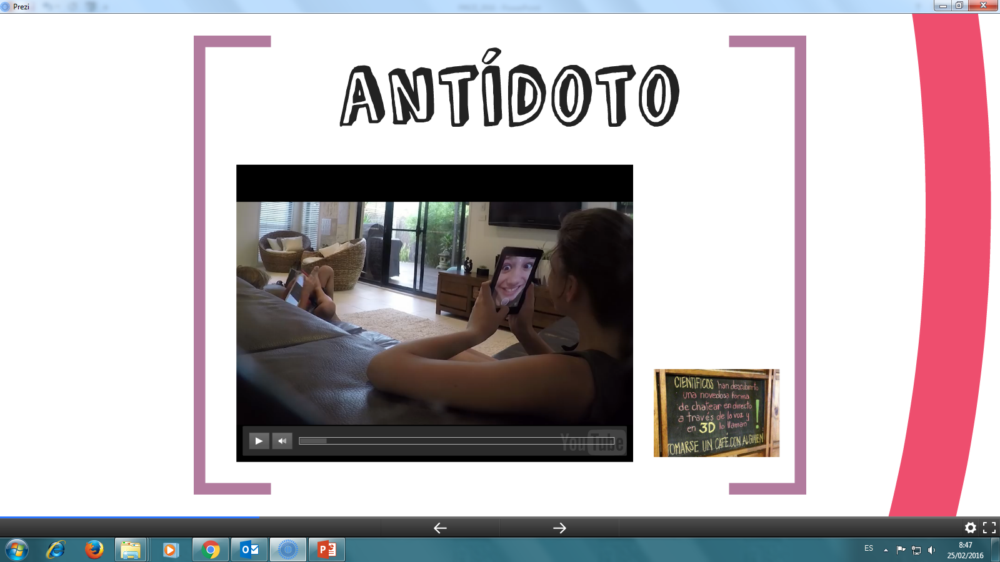 Prezi
ANTÍDOTO
CIENTIFICOS han descubierto
una novedosa forma
de chatear en directo
a través de la voz y
en 3D lo llaman !
TOMARSE UN CAFÉ CON ALGUIEN
YouTube
ES
8:47
25/02/2016